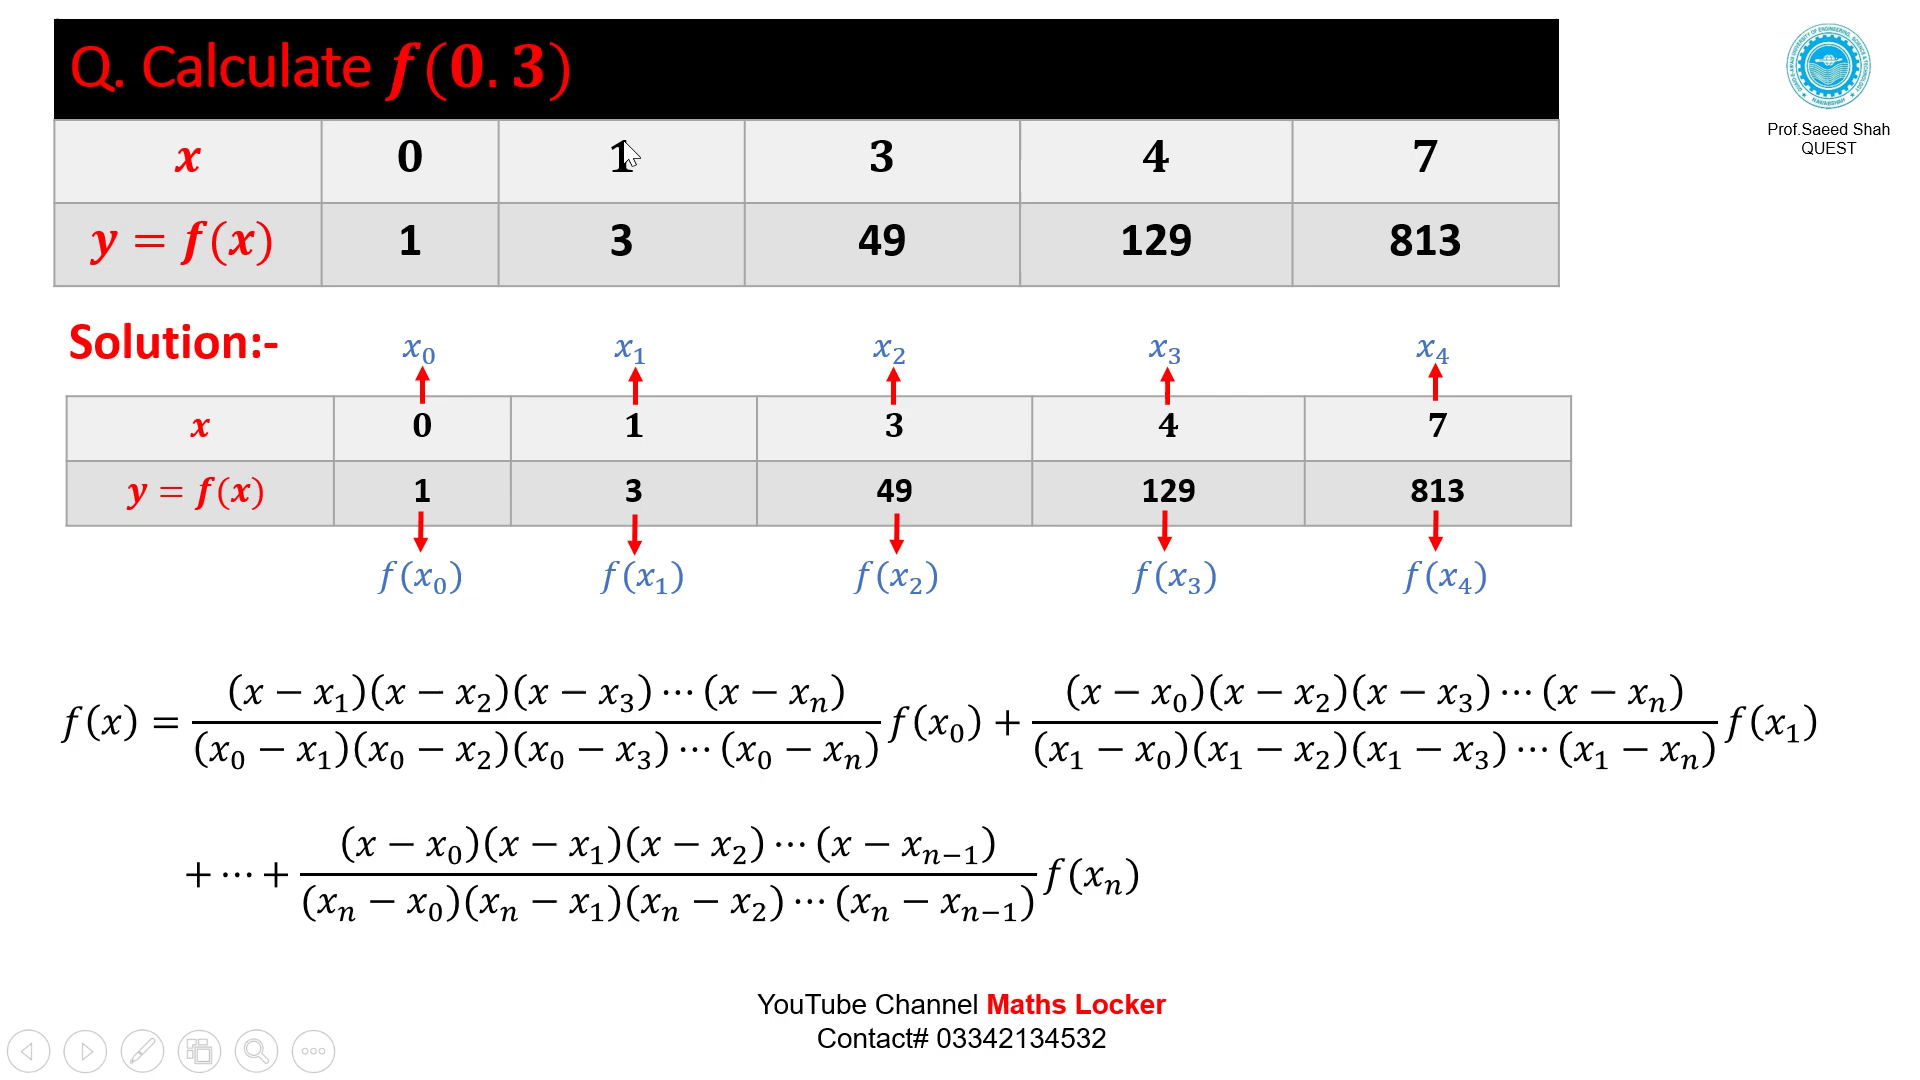 Q. Calculate f(0.3)
x 0 1 3 4 7
y = f(x) 1 3 49 129 813
Prof.Saeed Shah
QUEST
Solution:- x₀ x₁ x₂ x₃ x₄
x 0 1 3 4 7
y = f(x) 1 3 49 129 813
f(x₀) f(x₁) f(x₂) f(x₃) f(x₄)
f(x) = (x − x₁)(x − x₂)(x − x₃) ⋯ (x − xₙ) / (x₀ − x₁)(x₀ − x₂)(x₀ − x₃) ⋯ (x₀ − xₙ) f(x₀) + (x − x₀)(x − x₂)(x − x₃) ⋯ (x − xₙ) / (x₁ − x₀)(x₁ − x₂)(x₁ − x₃) ⋯ (x₁ − xₙ) f(x₁)
+ ⋯ + (x − x₀)(x − x₁)(x − x₂) ⋯ (x − xₙ₋₁) / (xₙ − x₀)(xₙ − x₁)(xₙ − x₂) ⋯ (xₙ − xₙ₋₁) f(xₙ)
YouTube Channel Maths Locker
Contact# 03342134532